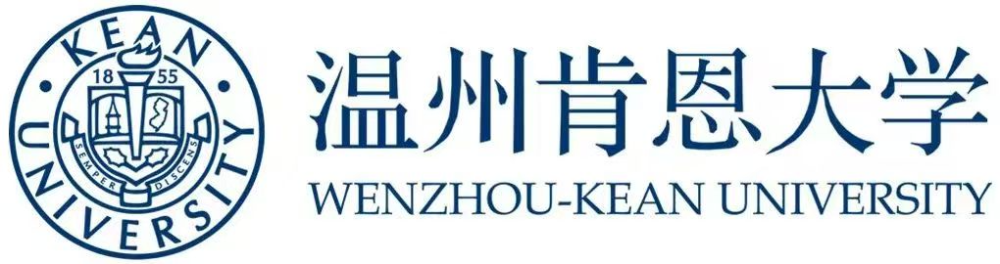 KEAN UNIVERSITY
18 55
SEMPER DISCENS
温州肯恩大学
WENZHOU-KEAN UNIVERSITY